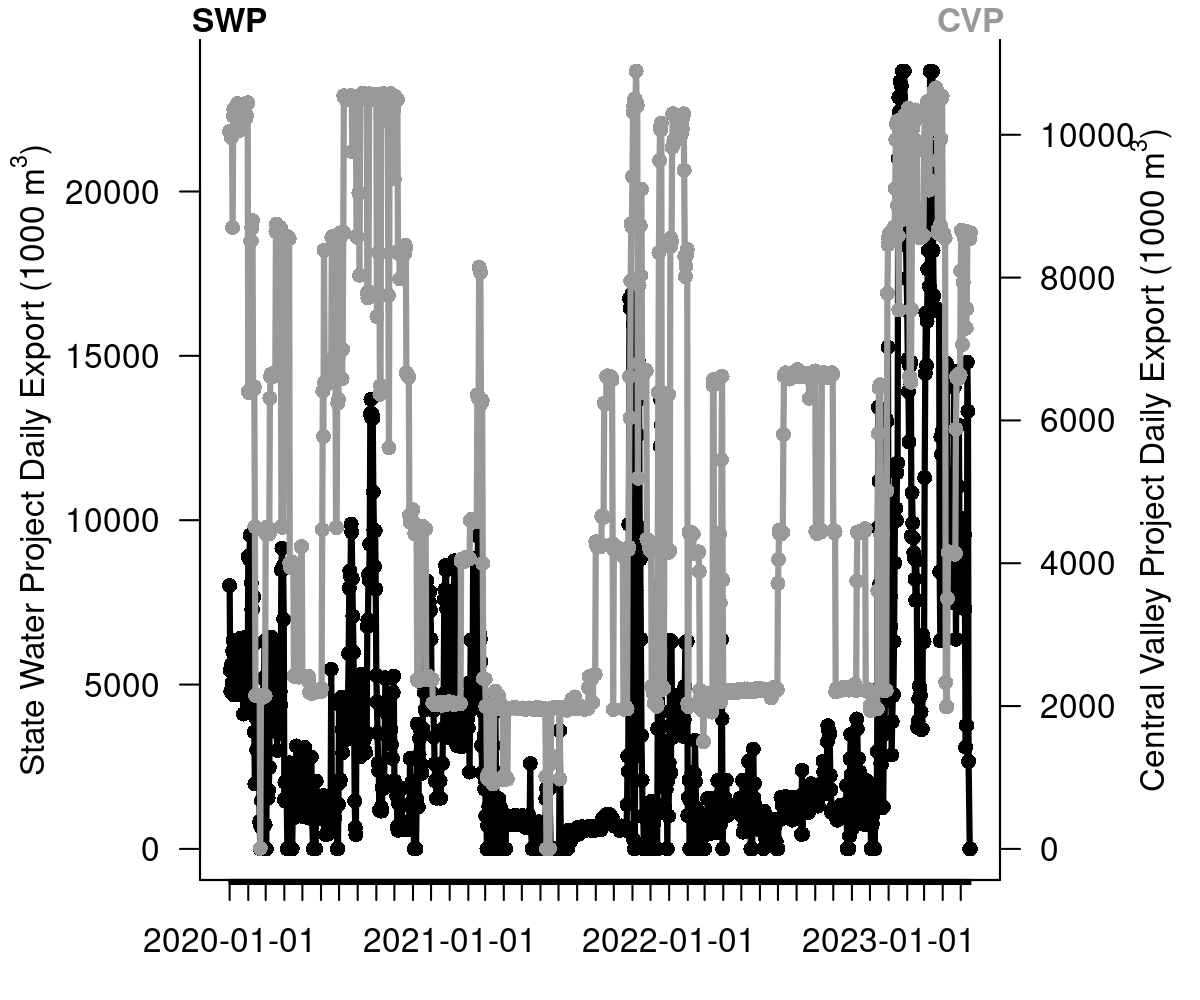 SWP
CVP
State Water Project Daily Export (1000 m³)
20000
15000
10000
5000
0
10000
8000
6000
4000
2000
0
Central Valley Project Daily Export (1000 m³)
2020-01-01 2021-01-01 2022-01-01 2023-01-01